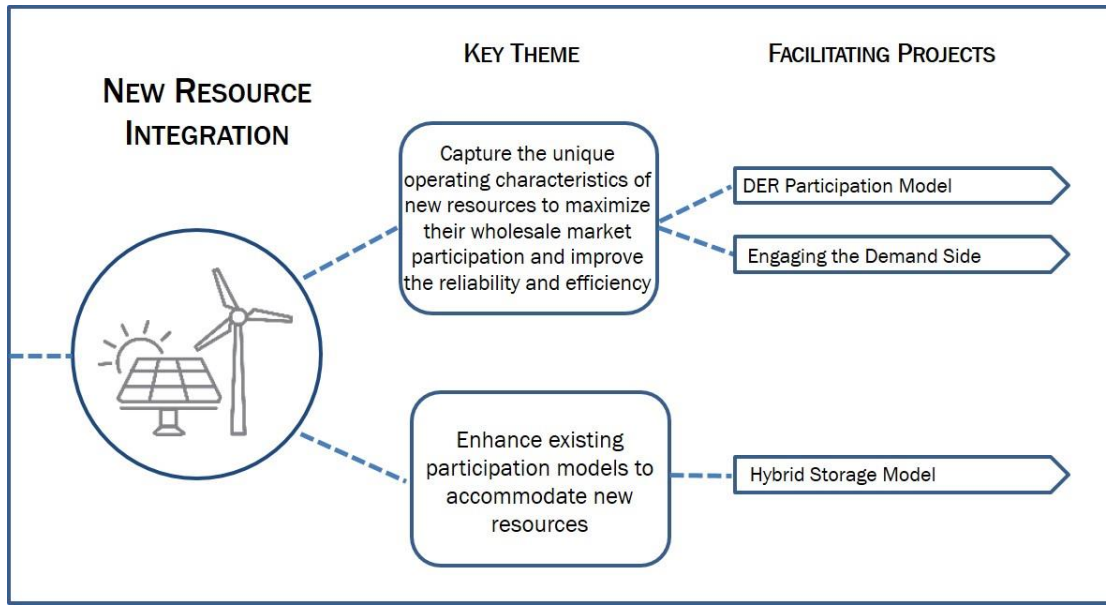 KEY THEME
FACILITATING PROJECTS
NEW RESOURCE
INTEGRATION
Capture the unique
operating characteristics of
new resources to maximize
their wholesale market
participation and improve
the reliability and efficiency
DER Participation Model
Engaging the Demand Side
Enhance existing
participation models to
accommodate new
resources
Hybrid Storage Model